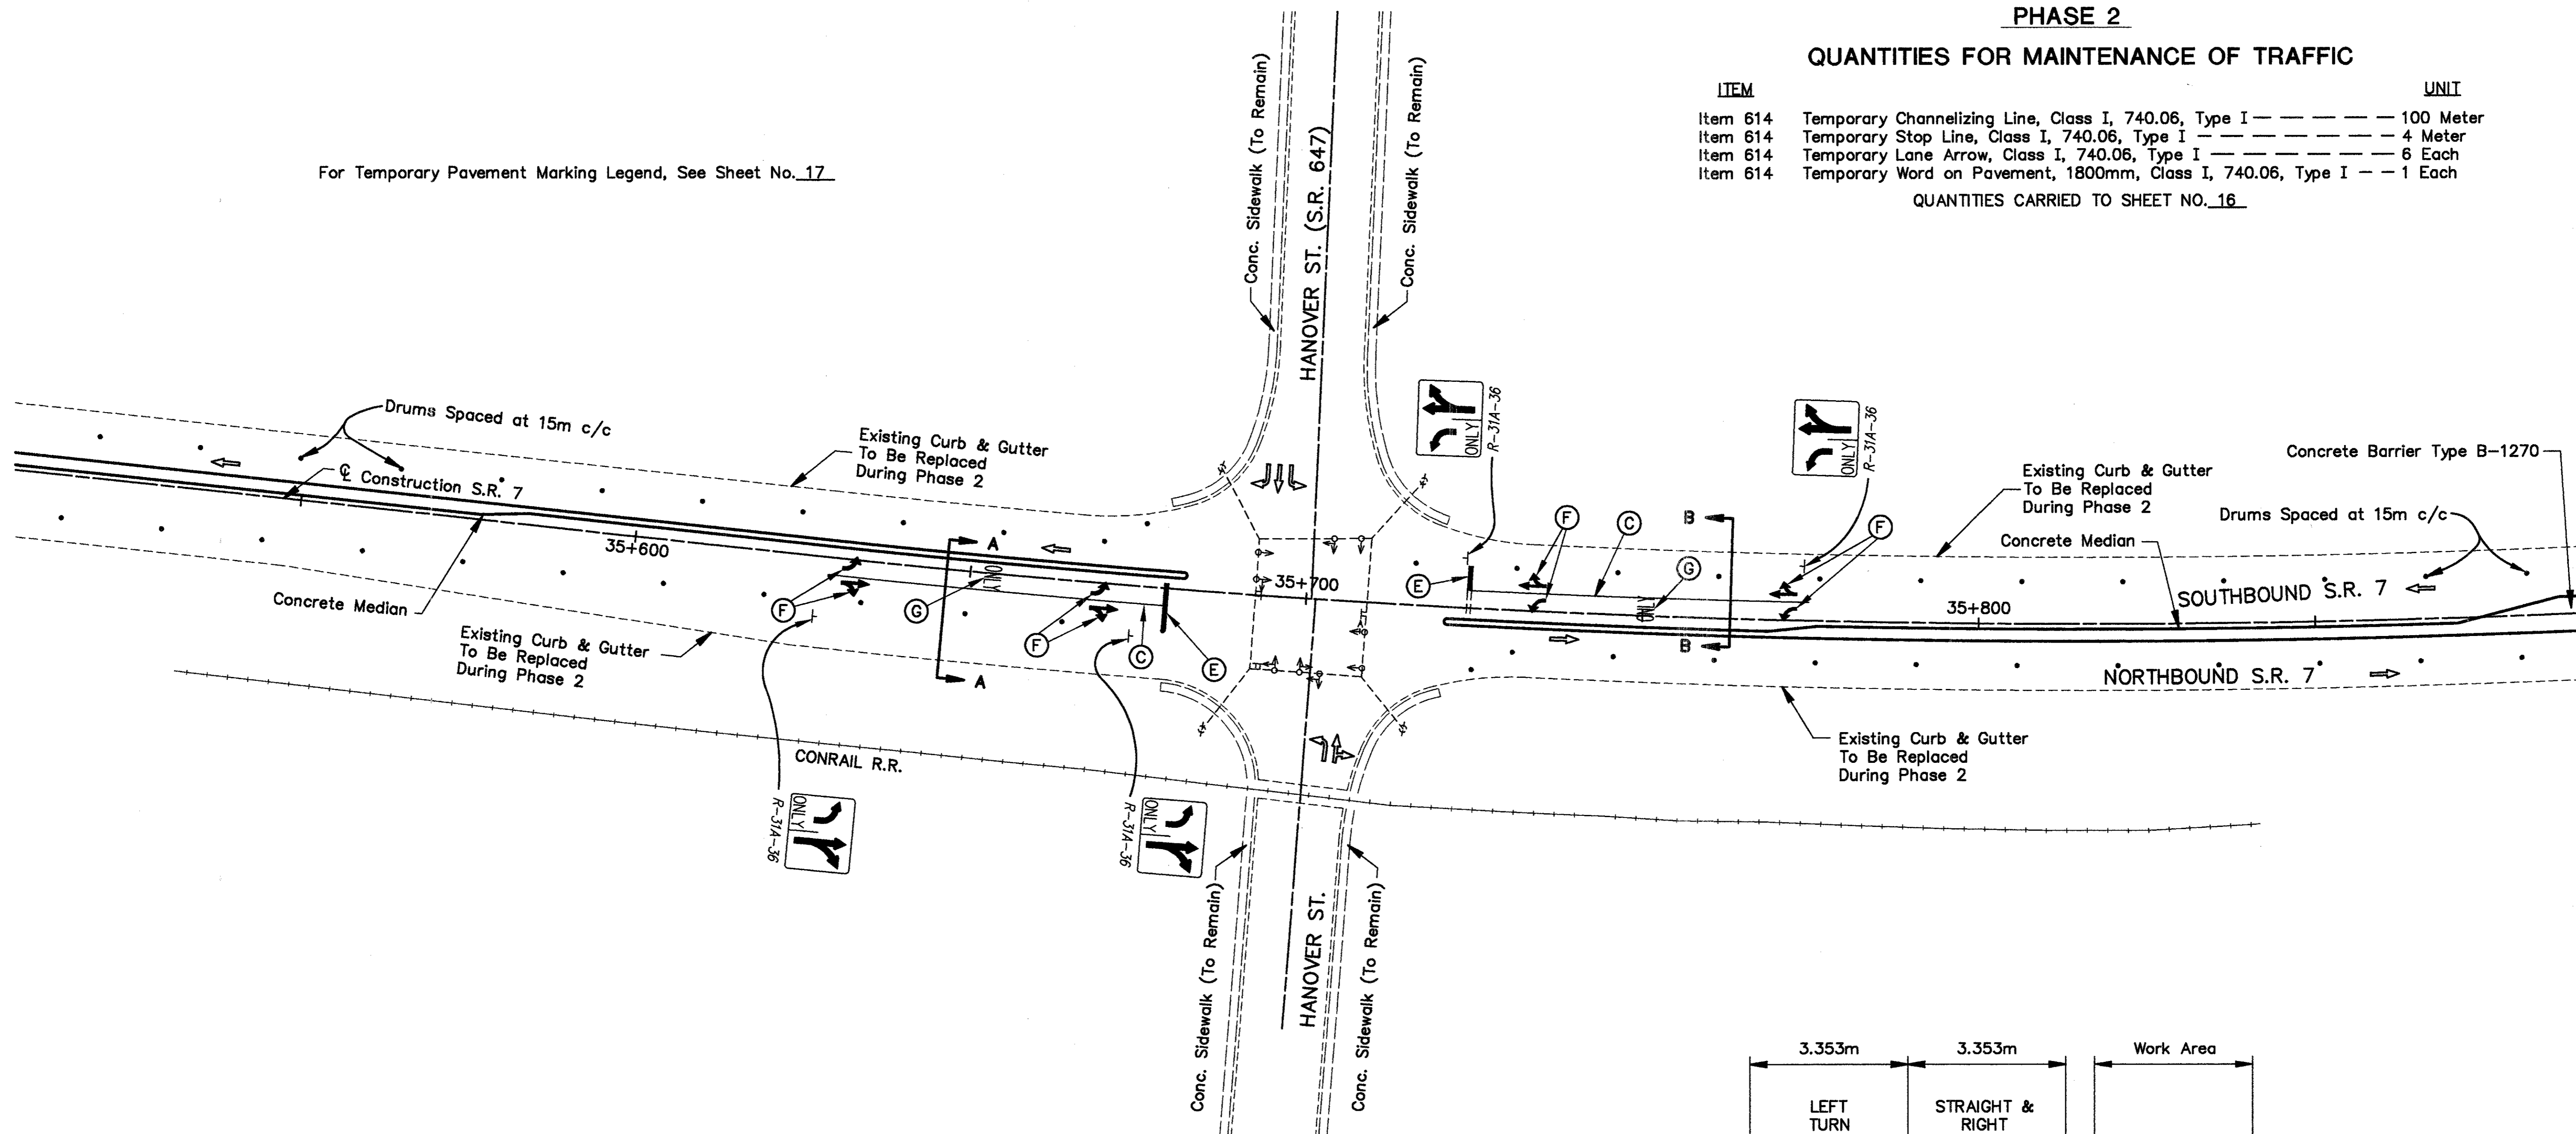 PHASE 2
QUANTITIES FOR MAINTENANCE OF TRAFFIC
ITEM UNIT
Item 614 Temporary Channelizing Line, Class I, 740.06, Type I — — — — — 100 Meter
Item 614 Temporary Stop Line, Class I, 740.06, Type I — — — — — — — 4 Meter
Item 614 Temporary Lane Arrow, Class I, 740.06, Type I — — — — — — 6 Each
Item 614 Temporary Word on Pavement, 1800mm, Class I, 740.06, Type I — — 1 Each
QUANTITIES CARRIED TO SHEET NO. 16
For Temporary Pavement Marking Legend, See Sheet No. 17
Conc. Sidewalk (To Remain)
HANOVER ST. (S.R. 647)
Conc. Sidewalk (To Remain)
Drums Spaced at 15m c/c
℄ Construction S.R. 7
Existing Curb & Gutter
To Be Replaced
During Phase 2
ONLY
R-31A-36
ONLY
R-31A-36
Concrete Barrier Type B-1270
Existing Curb & Gutter
To Be Replaced
During Phase 2
Drums Spaced at 15m c/c
Concrete Median
35+600
A
ONLY
35+700
F
C
B
F
E
G
ONLY
35+800
SOUTHBOUND S.R. 7
Concrete Median
F
G
F
C
E
A
B
NORTHBOUND S.R. 7
Existing Curb & Gutter
To Be Replaced
During Phase 2
CONRAIL R.R.
Existing Curb & Gutter
To Be Replaced
During Phase 2
R-31A-36
ONLY
R-31A-36
ONLY
Conc. Sidewalk (To Remain)
HANOVER ST.
Conc. Sidewalk (To Remain)
3.353m 3.353m Work Area
LEFT
TURN
STRAIGHT &
RIGHT